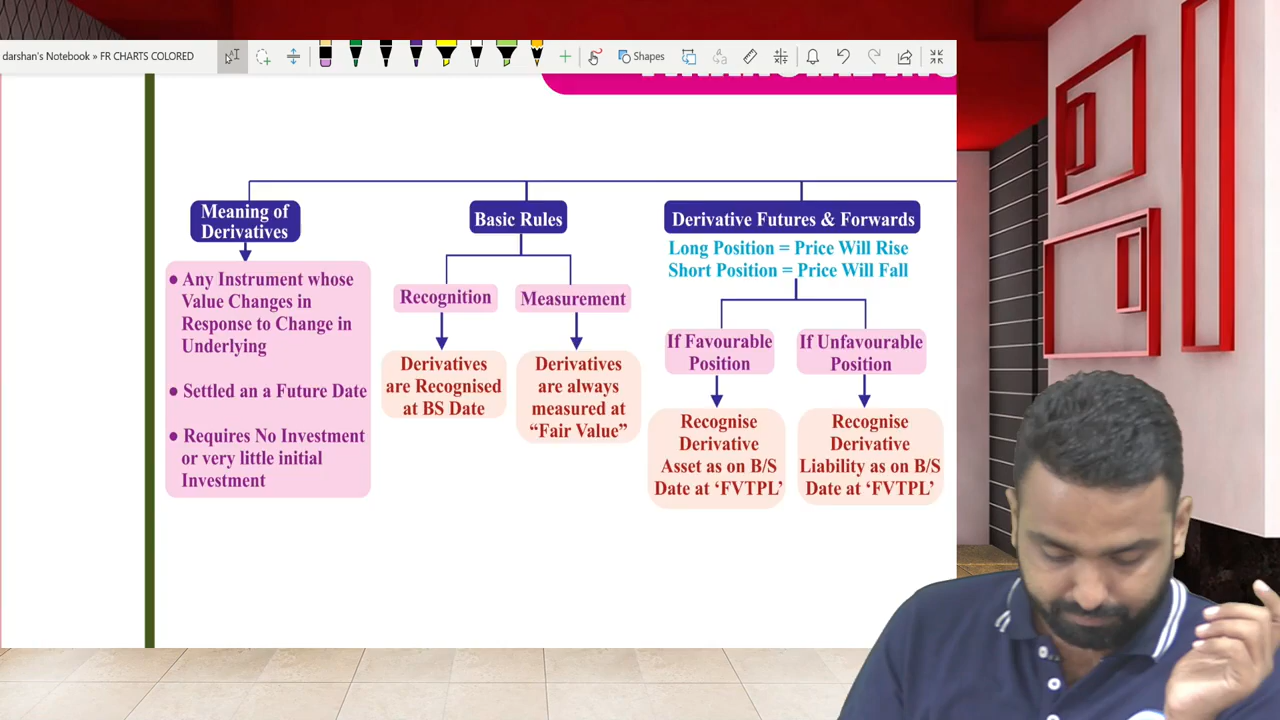 darshan's Notebook » FR CHARTS COLORED
Shapes
Meaning of
Derivatives
• Any Instrument whose
Value Changes in
Response to Change in
Underlying
• Settled an a Future Date
• Requires No Investment
or very little initial
Investment
Basic Rules
Recognition
Derivatives
are Recognised
at BS Date
Measurement
Derivatives
are always
measured at
“Fair Value”
Derivative Futures & Forwards
Long Position = Price Will Rise
Short Position = Price Will Fall
If Favourable
Position
Recognise
Derivative
Asset as on B/S
Date at ‘FVTPL’
If Unfavourable
Position
Recognise
Derivative
Liability as on B/S
Date at ‘FVTPL’